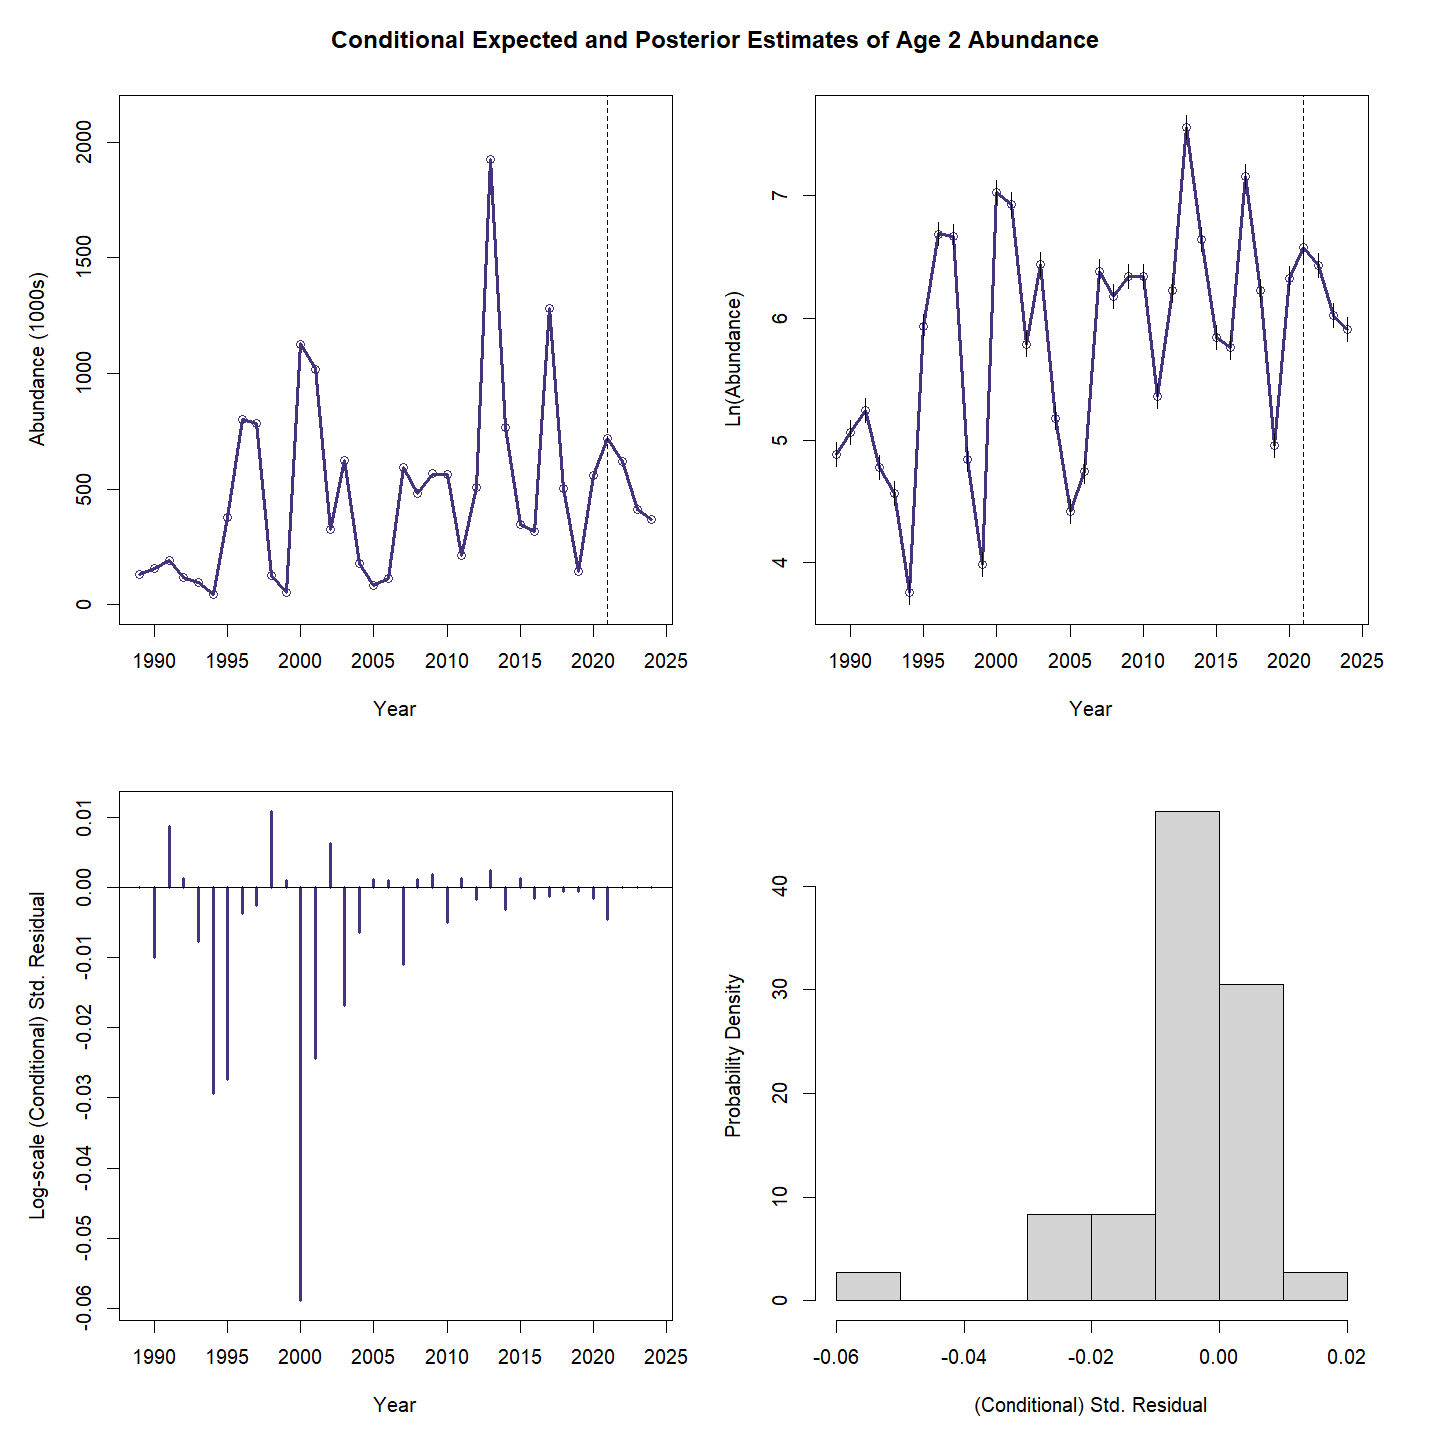 Conditional Expected and Posterior Estimates of Age 2 Abundance
Abundance (1000s)
2000
1500
1000
500
0
1990 1995 2000 2005 2010 2015 2020 2025
Year
Ln(Abundance)
7
6
5
4
1990 1995 2000 2005 2010 2015 2020 2025
Year
Log-scale (Conditional) Std. Residual
0.01
0.00
-0.01
-0.02
-0.03
-0.04
-0.05
-0.06
1990 1995 2000 2005 2010 2015 2020 2025
Year
Probability Density
40
30
20
10
0
-0.06 -0.04 -0.02 0.00 0.02
(Conditional) Std. Residual